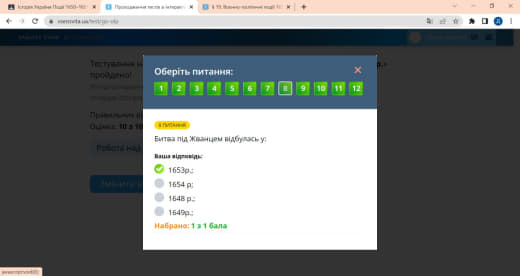 Історія України Події 1650–165
Проходження тестів в інтеракт
§ 19. Воєнно-політичні події 16
vseosvita.ua/test/go-olp
Тестування
пройдено!
Правильних
Оцінка: 10 з 1
Робота над
Оберіть питання:
1 2 3 4 5 6 7 8 9 10 11 12
8 ПИТАННЯ
Битва під Жванцем відбулась у:
Ваша відповідь:
1653р.;
1654 р;
1648 р.;
1649р.;
Набрано: 1 з 1 бала
javascript:void(0);